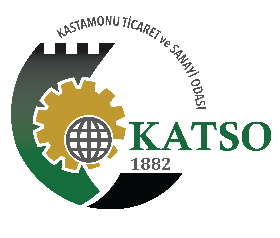 KASTAMONU TİCARET ve SANAYİ ODASI
KATSO
1882